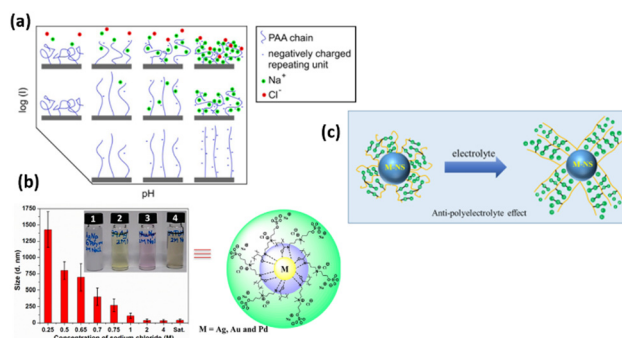 (a)
PAA chain
negatively charged
repeating unit
Na+
Cl-
log (I)
pH
(c)
M-NS
electrolyte
M-NS
Anti-polyelectrolyte effect
(b)
1 2 3 4
Size (d. nm)
1750
1500
1250
1000
750
500
250
0
0.25 0.5 0.65 0.7 0.75 1 2 4 Sat.
Concentration of sodium chloride (M)
M
M = Ag, Au and Pd